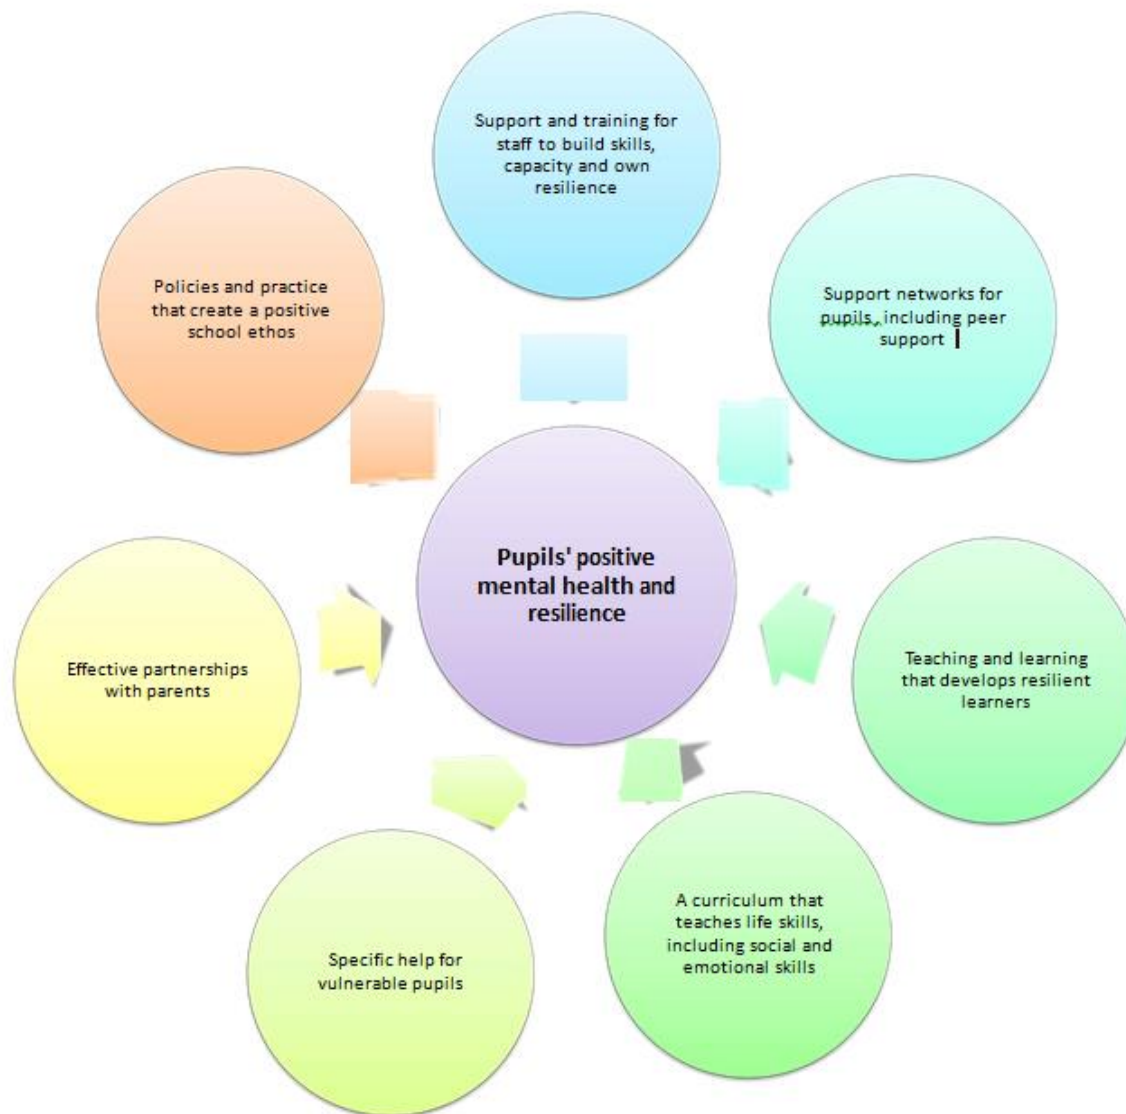 Support and training for
staff to build skills,
capacity and own
resilience
Support networks for
pupils, including peer
support
Teaching and learning
that develops resilient
learners
A curriculum that
teaches life skills,
including social and
emotional skills
Specific help for
vulnerable pupils
Effective partnerships
with parents
Policies and practice
that create a positive
school ethos
Pupils' positive
mental health and
resilience